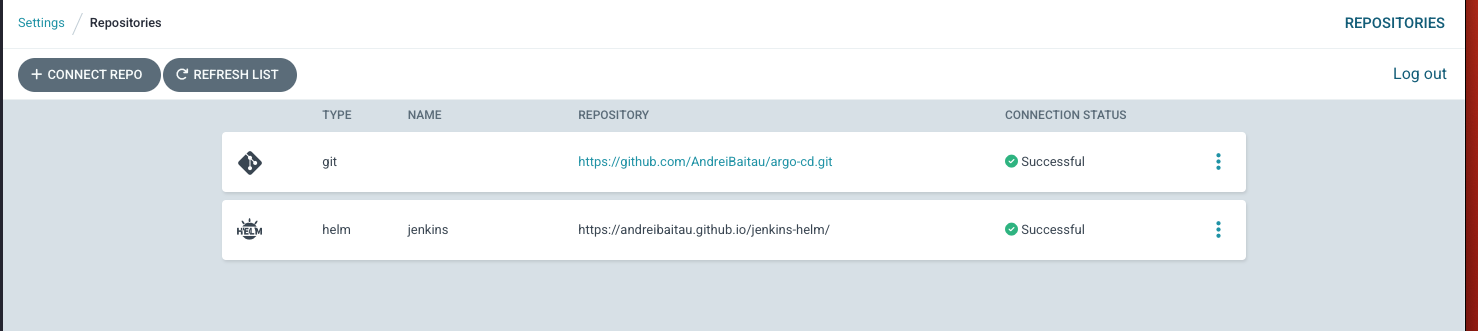 Settings / Repositories
REPOSITORIES
+ CONNECT REPO REFRESH LIST
Log out
TYPE NAME REPOSITORY CONNECTION STATUS
git https://github.com/AndreiBaitau/argo-cd.git Successful
HELM helm jenkins https://andreibaitau.github.io/jenkins-helm/ Successful